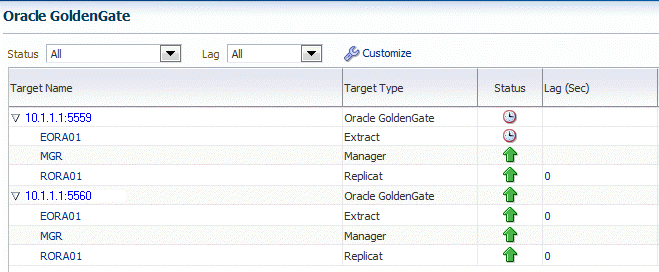 Oracle GoldenGate
Status All Lag All Customize
Target Name Target Type Status Lag (Sec)
10.1.1.1:5559 Oracle GoldenGate
EORA01 Extract
MGR Manager
RORA01 Replicat 0
10.1.1.1:5560 Oracle GoldenGate
EORA01 Extract 0
MGR Manager
RORA01 Replicat 0